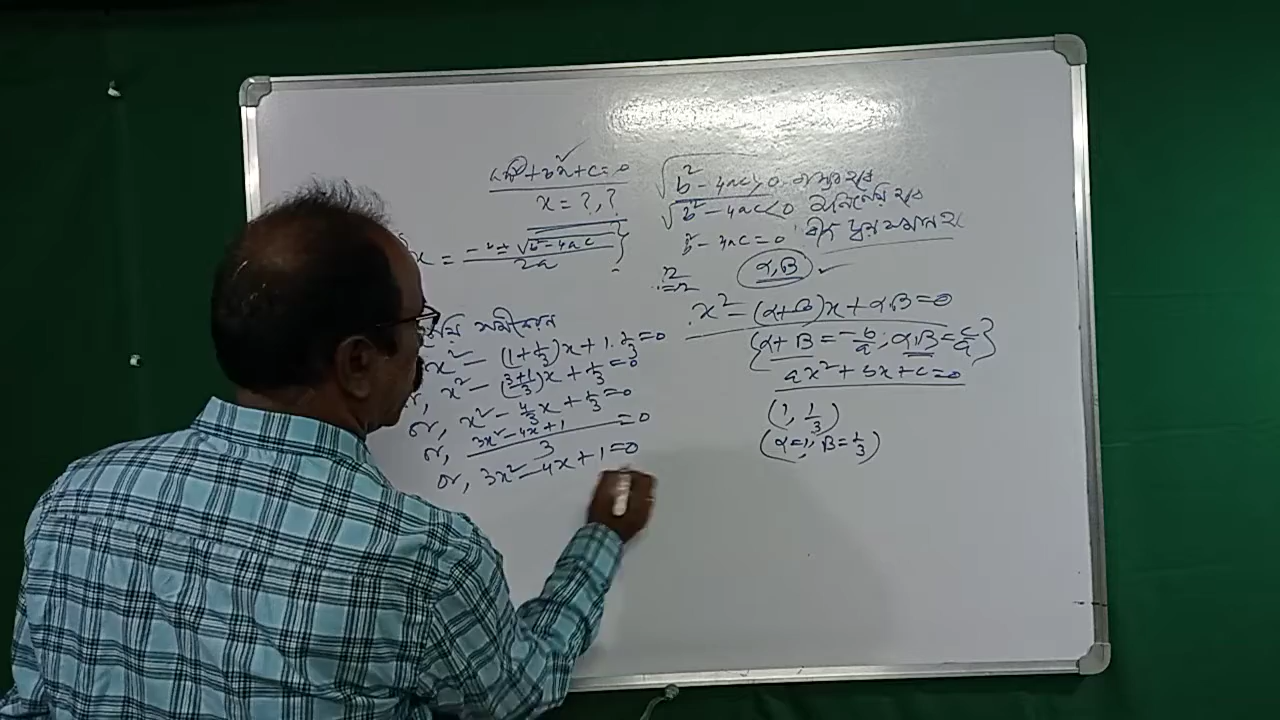 ax²+bx+c=0
x = ?, ?
x = -b±√b²-4ac / 2a
সমীকরন
x² - (1+1/3)x + 1.1/3 = 0
x² - (3+1/3)x + 1/3 = 0
or, x² - 4/3x + 1/3 = 0
or, 3x²-4x+1 / 3 = 0
or, 3x² - 4x + 1 = 0
√b² - 4ac > 0
√b² - 4ac < 0
b² - 4ac = 0
α, β
x² - (α+β)x + αβ = 0
{α+β = -b/a, αβ = c/a}
ax² + bx + c = 0
(1, 1/3)
(α=1, β=1/3)